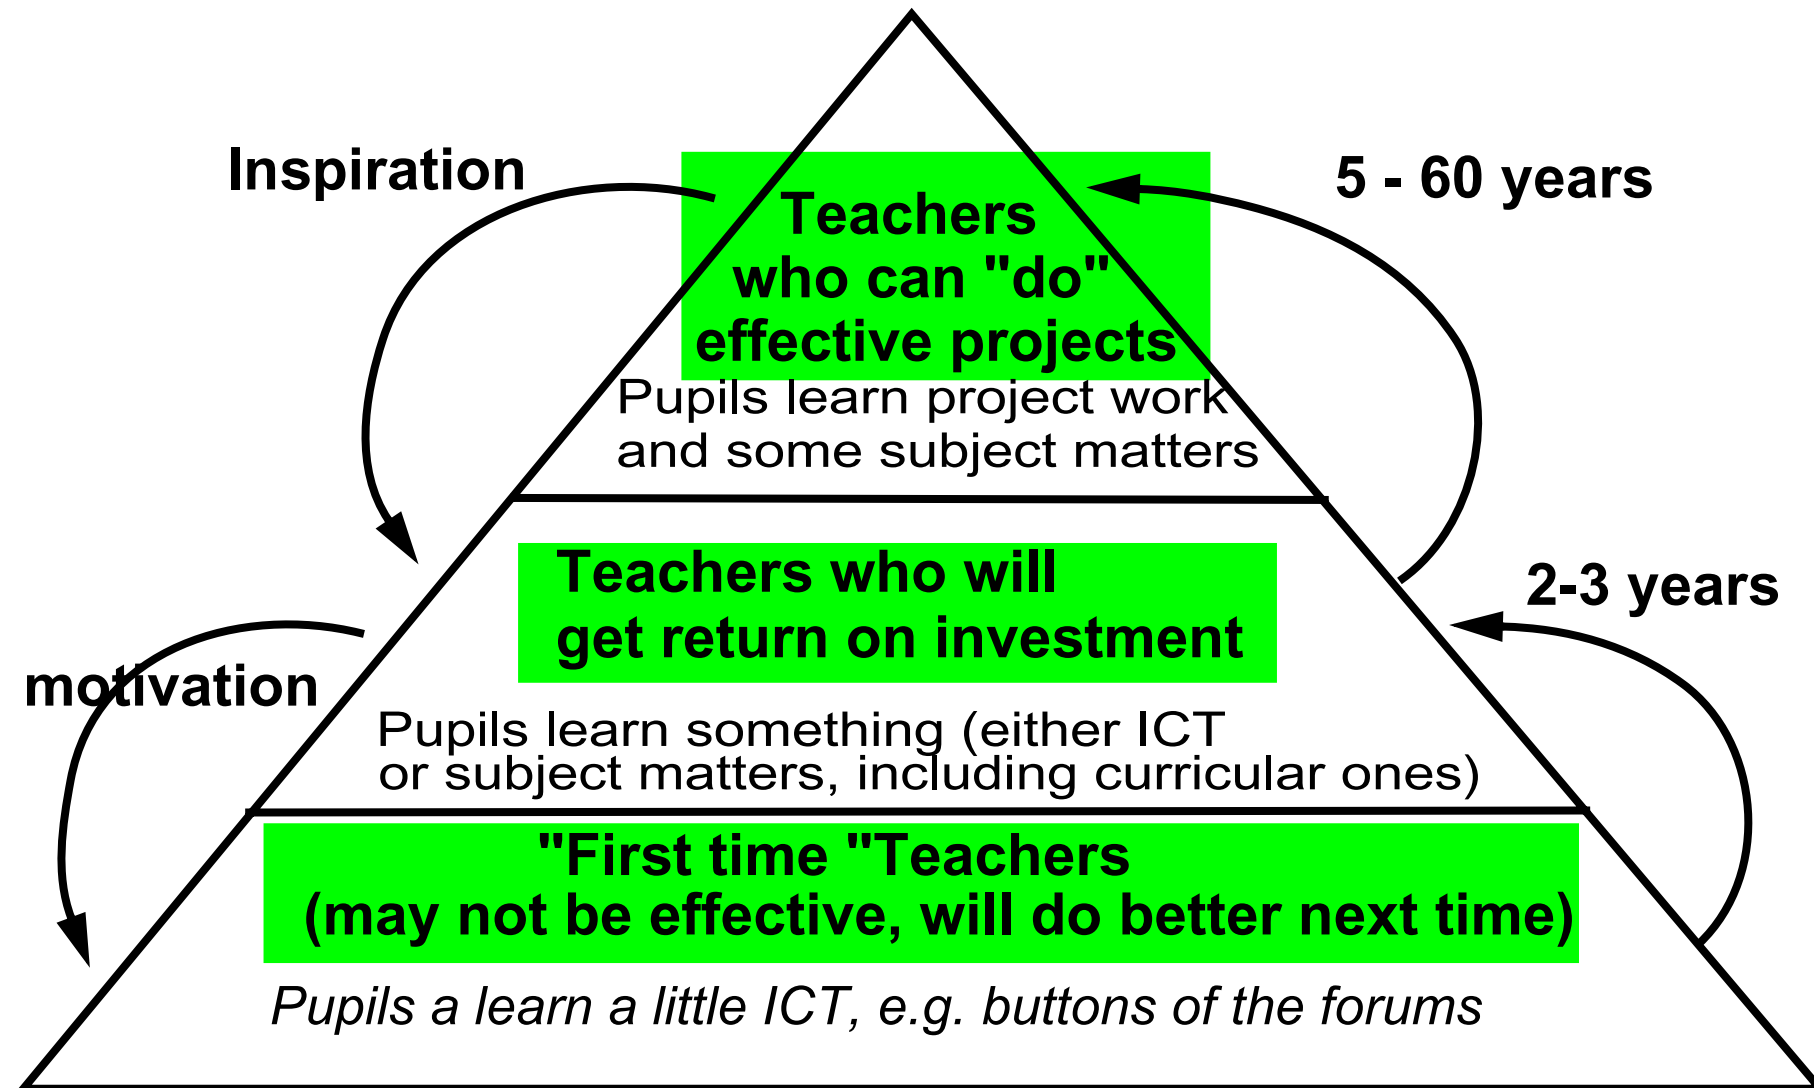 Inspiration
5 - 60 years
Teachers
who can "do"
effective projects
Pupils learn project work
and some subject matters
Teachers who will
get return on investment
2-3 years
motivation
Pupils learn something (either ICT
or subject matters, including curricular ones)
"First time "Teachers
(may not be effective, will do better next time)
Pupils a learn a little ICT, e.g. buttons of the forums